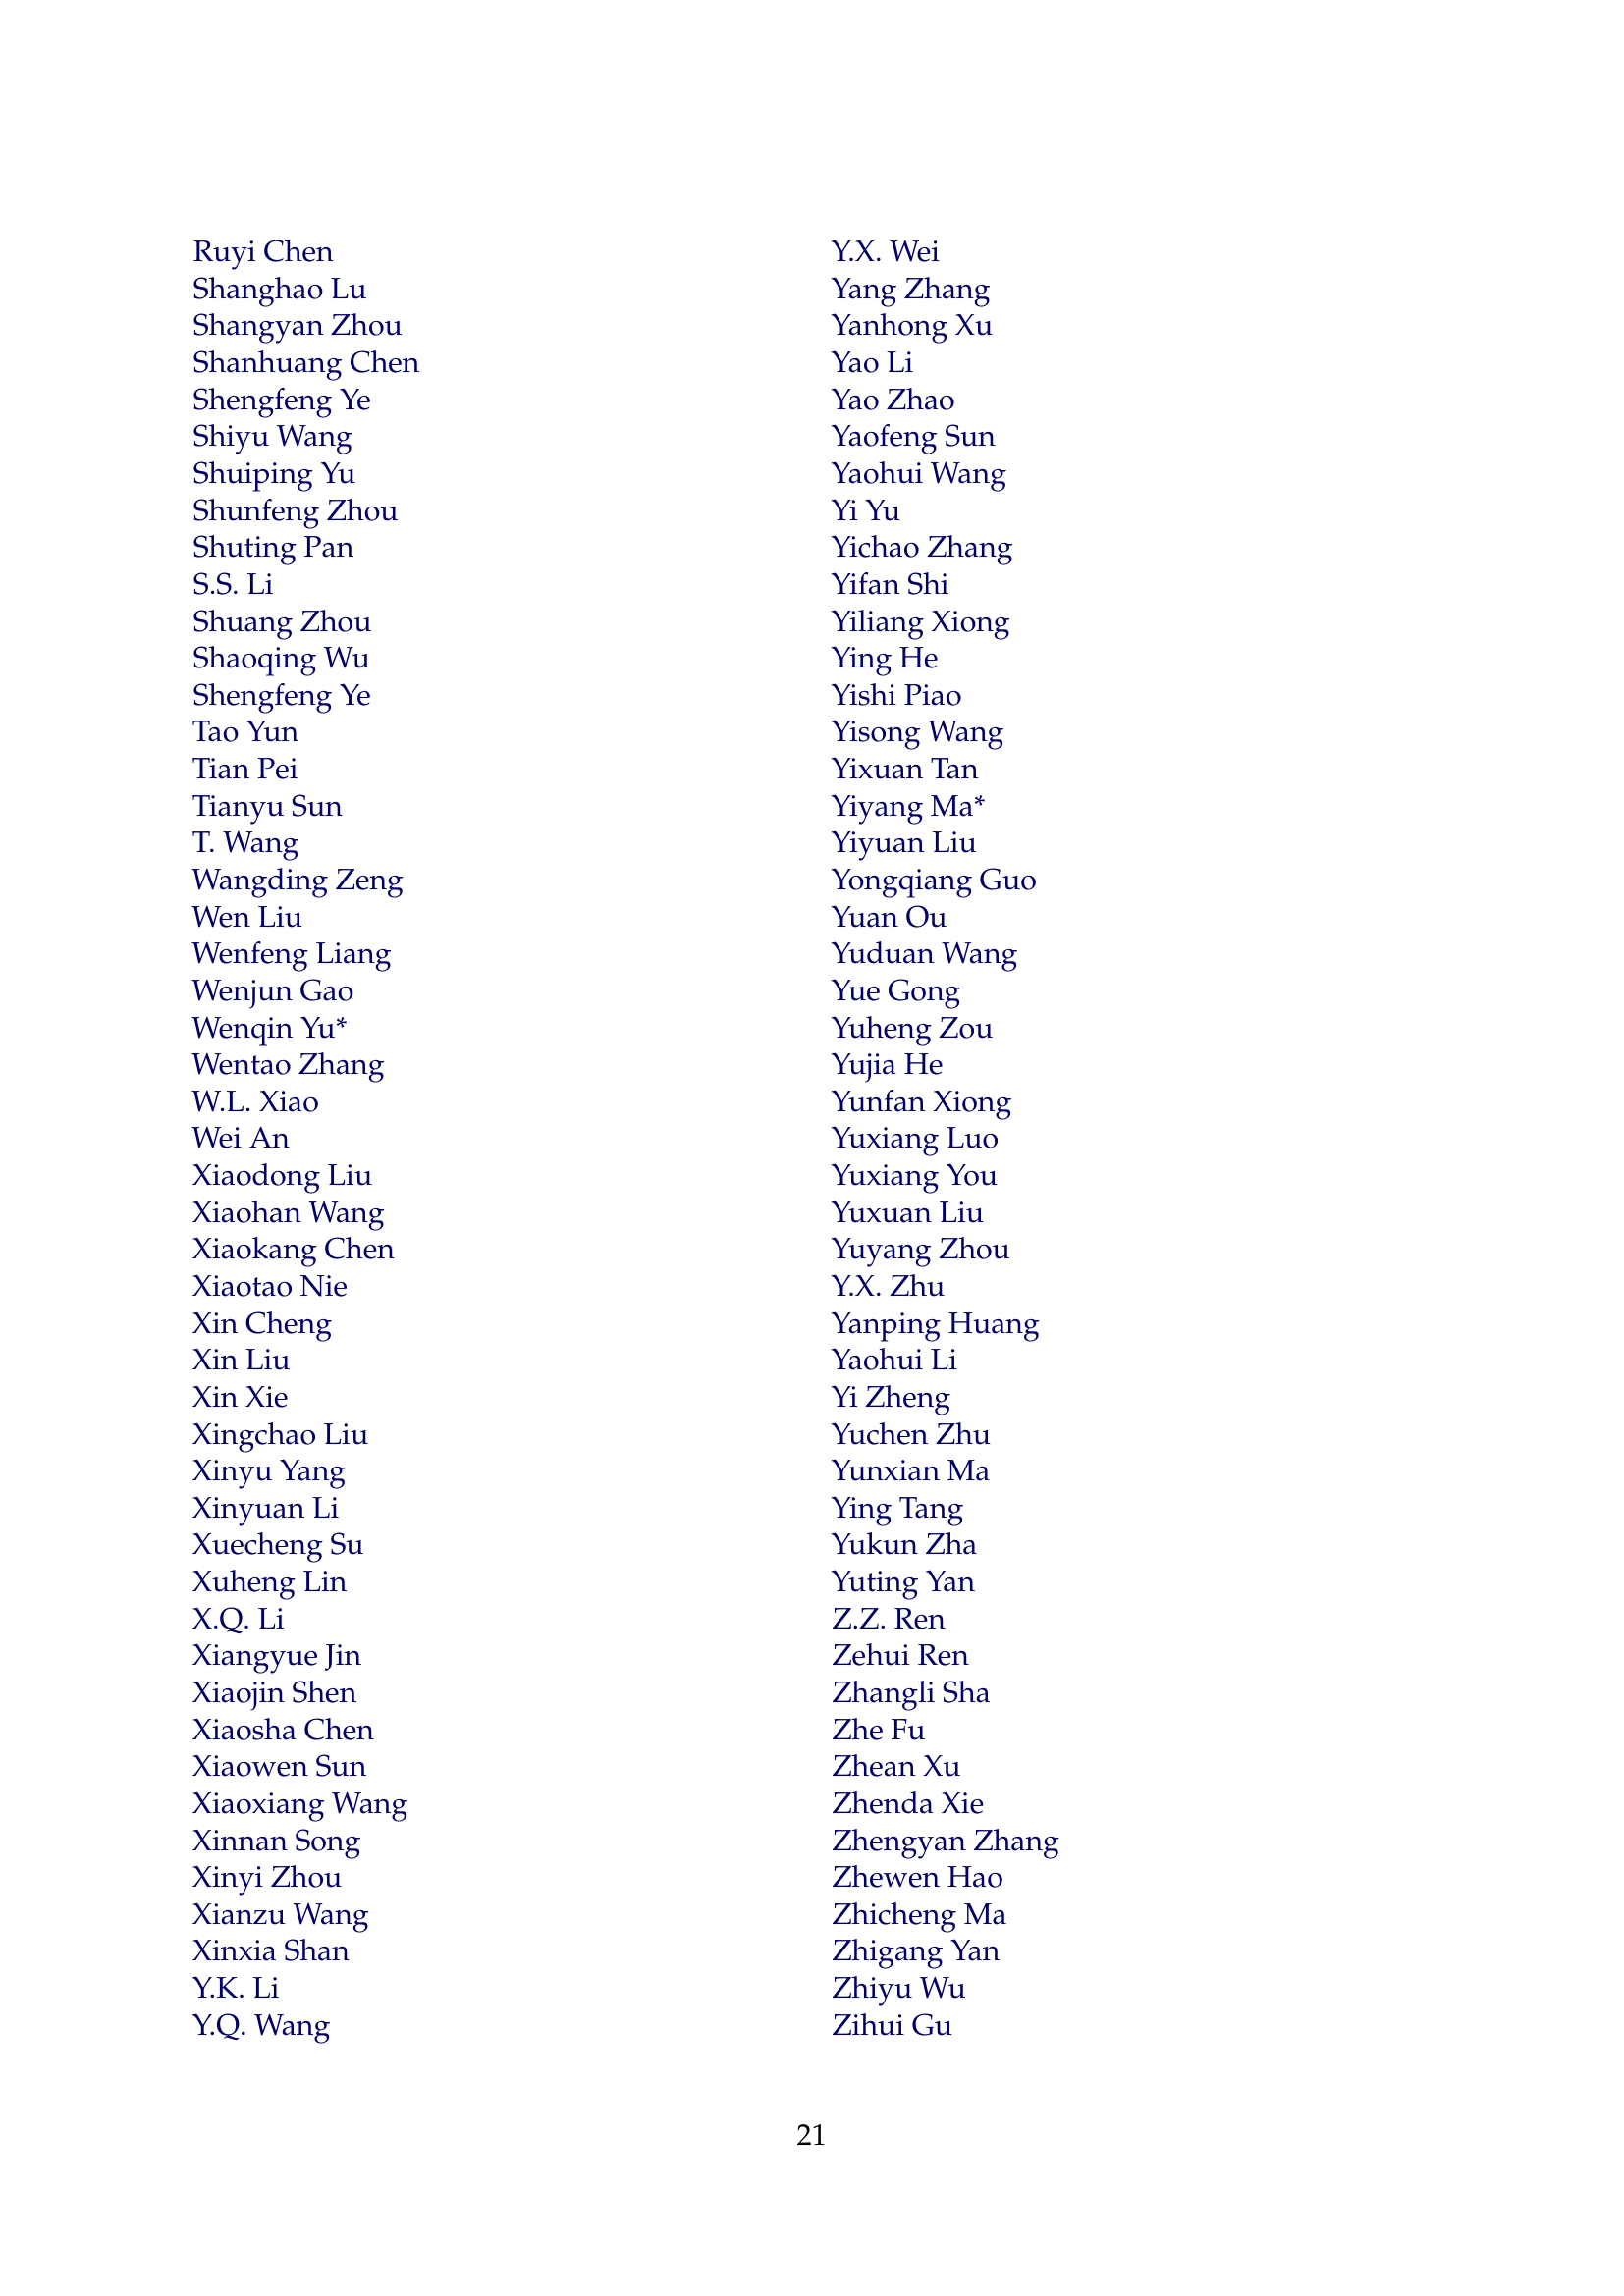 Ruyi Chen
Shanghao Lu
Shangyan Zhou
Shanhuang Chen
Shengfeng Ye
Shiyu Wang
Shuiping Yu
Shunfeng Zhou
Shuting Pan
S.S. Li
Shuang Zhou
Shaoqing Wu
Shengfeng Ye
Tao Yun
Tian Pei
Tianyu Sun
T. Wang
Wangding Zeng
Wen Liu
Wenfeng Liang
Wenjun Gao
Wenqin Yu*
Wentao Zhang
W.L. Xiao
Wei An
Xiaodong Liu
Xiaohan Wang
Xiaokang Chen
Xiaotao Nie
Xin Cheng
Xin Liu
Xin Xie
Xingchao Liu
Xinyu Yang
Xinyuan Li
Xuecheng Su
Xuheng Lin
X.Q. Li
Xiangyue Jin
Xiaojin Shen
Xiaosha Chen
Xiaowen Sun
Xiaoxiang Wang
Xinnan Song
Xinyi Zhou
Xianzu Wang
Xinxia Shan
Y.K. Li
Y.Q. Wang
Y.X. Wei
Yang Zhang
Yanhong Xu
Yao Li
Yao Zhao
Yaofeng Sun
Yaohui Wang
Yi Yu
Yichao Zhang
Yifan Shi
Yiliang Xiong
Ying He
Yishi Piao
Yisong Wang
Yixuan Tan
Yiyang Ma*
Yiyuan Liu
Yongqiang Guo
Yuan Ou
Yuduan Wang
Yue Gong
Yuheng Zou
Yujia He
Yunfan Xiong
Yuxiang Luo
Yuxiang You
Yuxuan Liu
Yuyang Zhou
Y.X. Zhu
Yanping Huang
Yaohui Li
Yi Zheng
Yuchen Zhu
Yunxian Ma
Ying Tang
Yukun Zha
Yuting Yan
Z.Z. Ren
Zehui Ren
Zhangli Sha
Zhe Fu
Zhean Xu
Zhenda Xie
Zhengyan Zhang
Zhewen Hao
Zhicheng Ma
Zhigang Yan
Zhiyu Wu
Zihui Gu
21